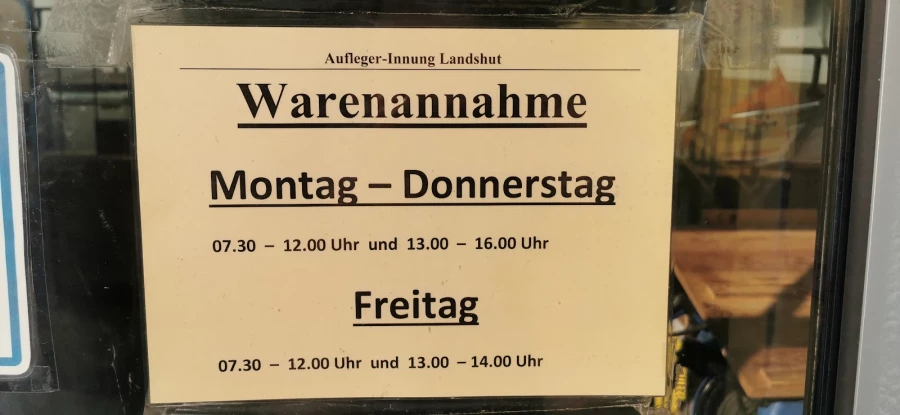 Aufleger-Innung Landshut
Warenannahme
Montag – Donnerstag
07.30 – 12.00 Uhr und 13.00 – 16.00 Uhr
Freitag
07.30 – 12.00 Uhr und 13.00 – 14.00 Uhr